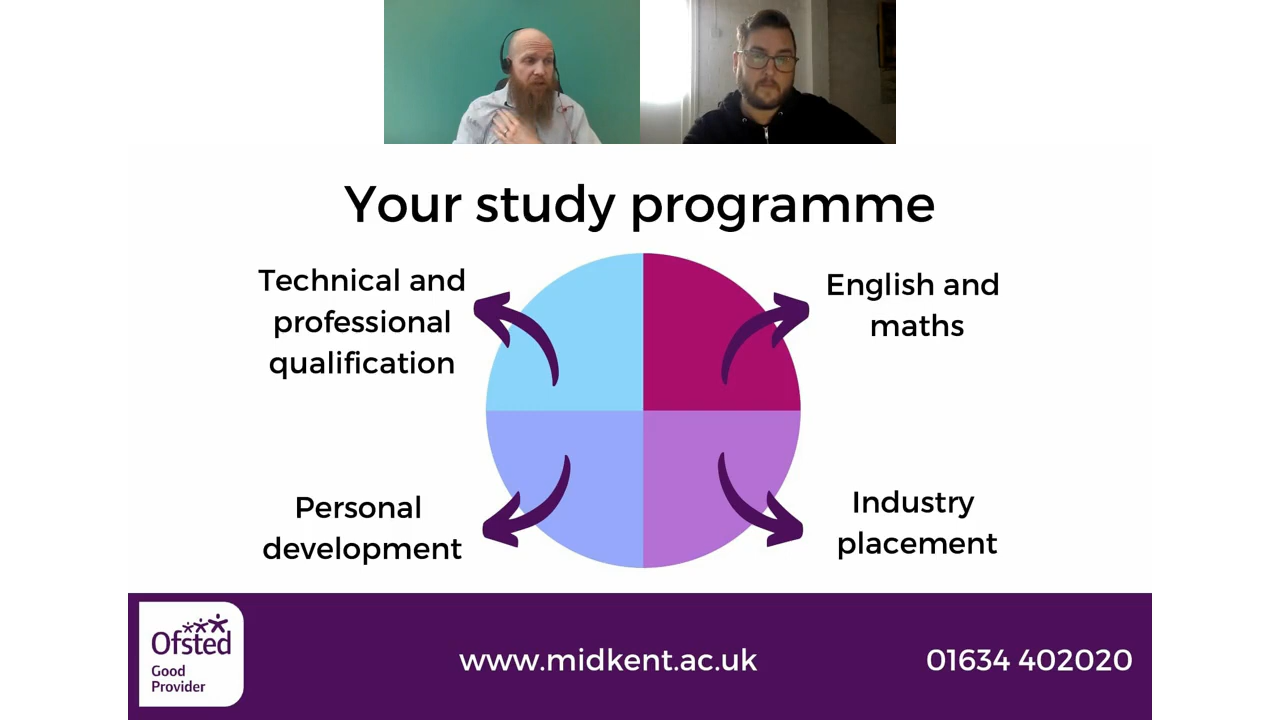 Your study programme
Technical and
professional
qualification
English and
maths
Personal
development
Industry
placement
Ofsted
Good
Provider
www.midkent.ac.uk
01634 402020